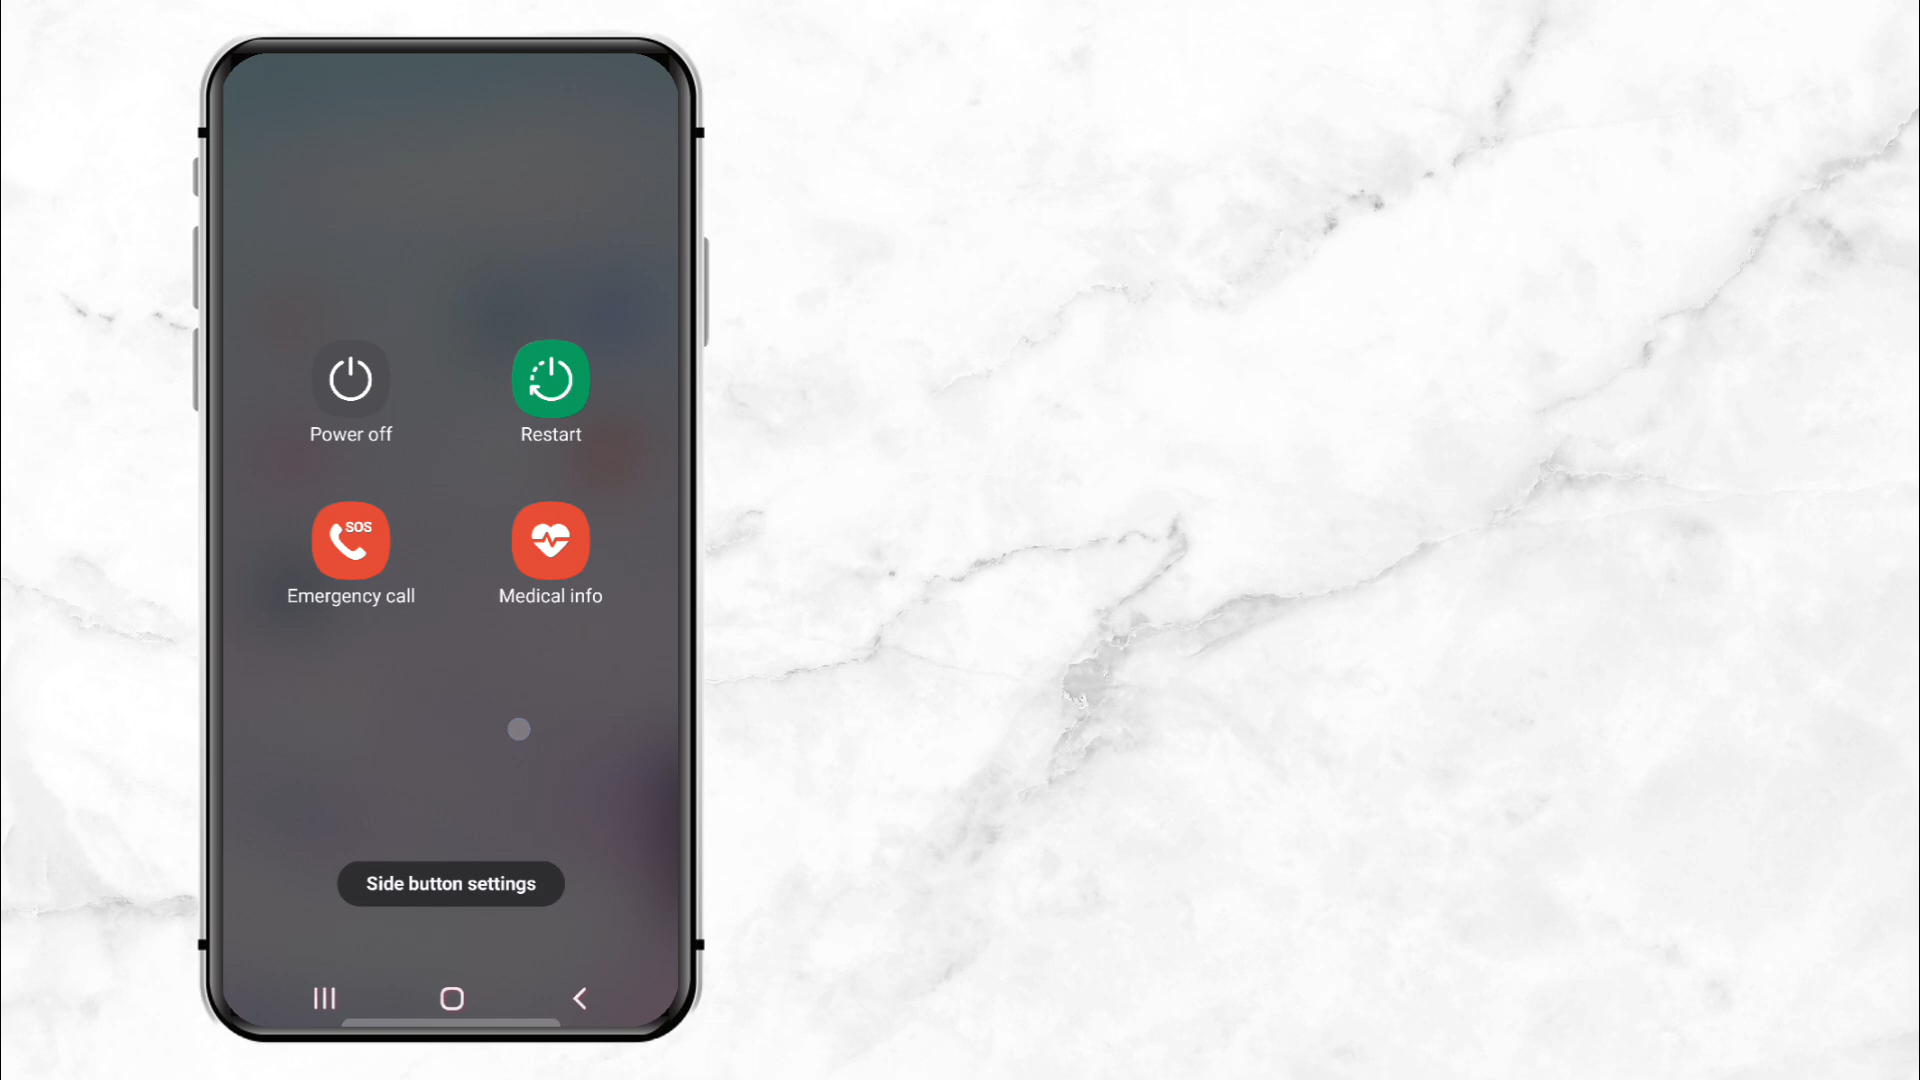 Power off
Restart
SOS
Emergency call
Medical info
Side button settings